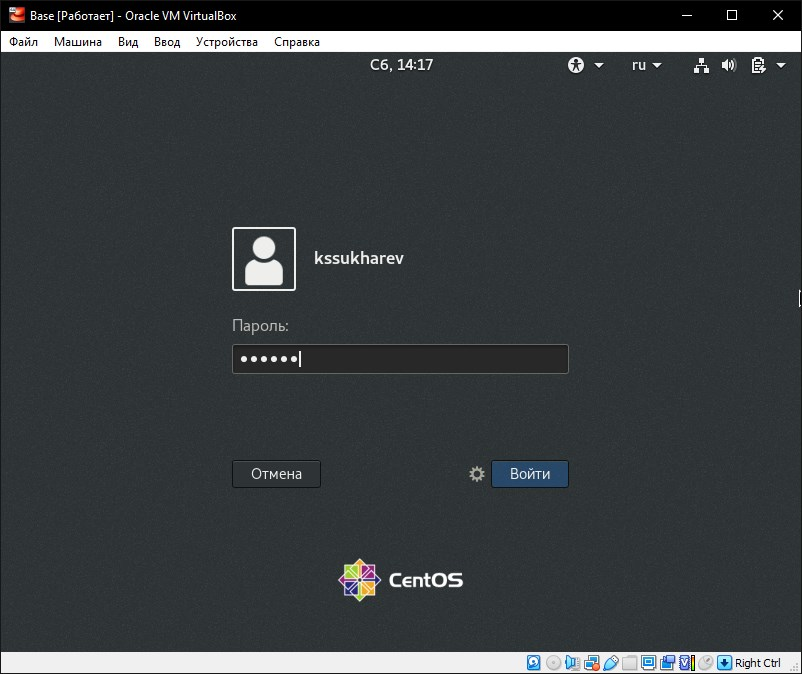 Base [Работает] - Oracle VM VirtualBox
Файл Машина Вид Ввод Устройства Справка
Сб, 14:17 ru
kssukharev
Пароль:
Отмена Войти
CentOS
Right Ctrl